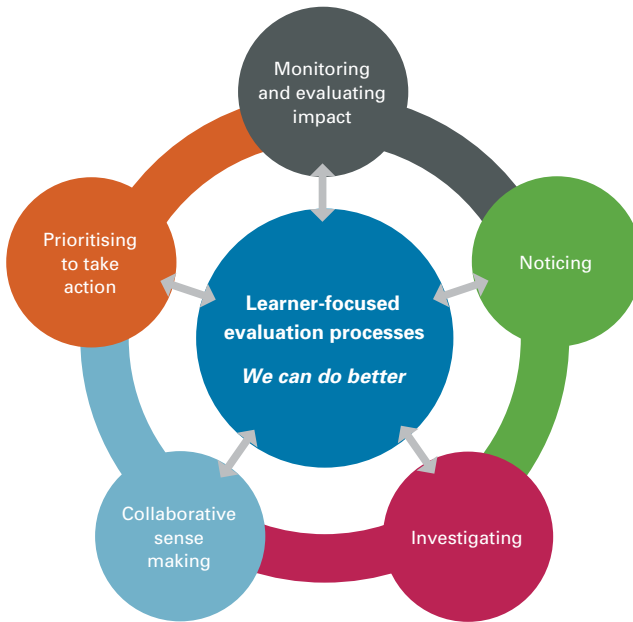 Monitoring
and evaluating
impact
Noticing
Investigating
Collaborative
sense
making
Prioritising
to take
action
Learner-focused
evaluation processes
We can do better